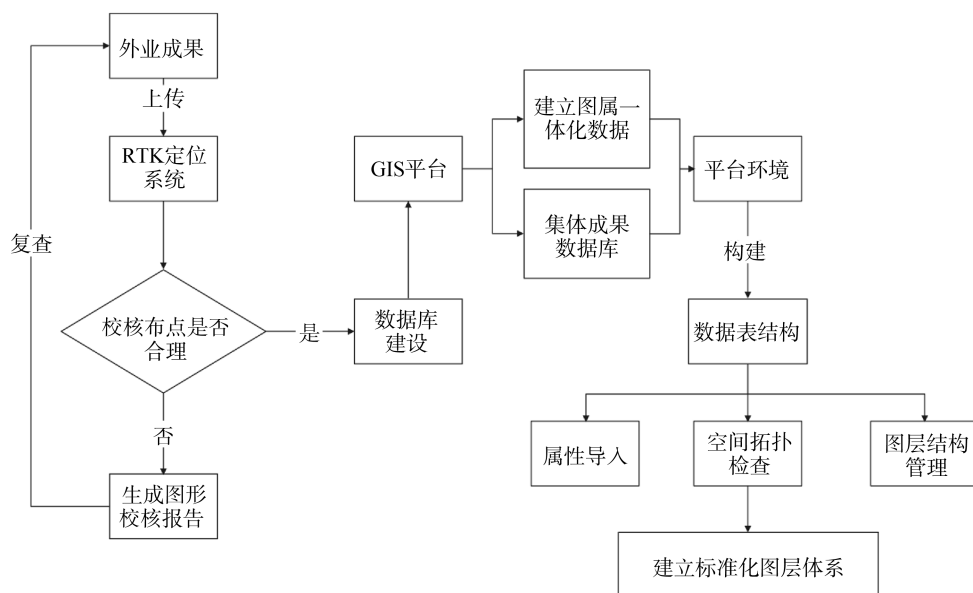 外业成果
上传
RTK定位
系统
复查
校核布点是否
合理
是
否
生成图形
校核报告
数据库
建设
GIS平台
建立图属一
体化数据
集体成果
数据库
平台环境
构建
数据表结构
属性导入
空间拓扑
检查
图层结构
管理
建立标准化图层体系